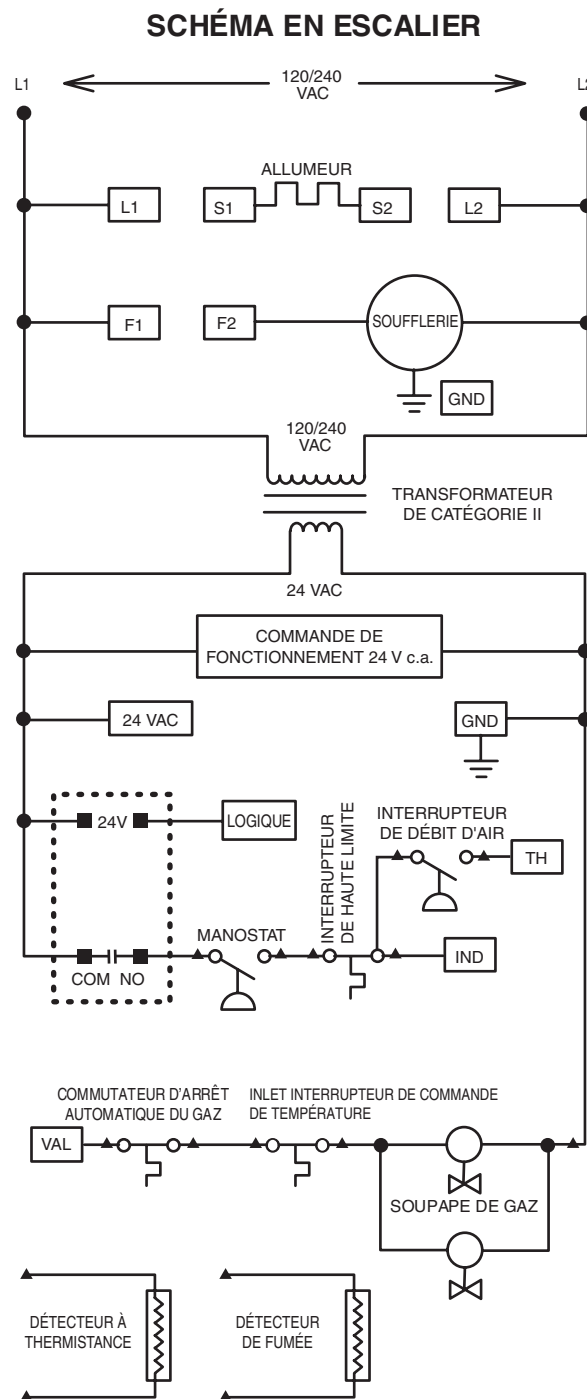 SCHÉMA EN ESCALIER
L1
120/240
VAC
L2
ALLUMEUR
L1
S1
S2
L2
F1
F2
SOUFFLERIE
GND
120/240
VAC
TRANSFORMATEUR
DE CATÉGORIE II
24 VAC
COMMANDE DE
FONCTIONNEMENT 24 V c.a.
24 VAC
GND
24V
LOGIQUE
INTERRUPTEUR
DE HAUTE LIMITE
INTERRUPTEUR
DE DÉBIT D'AIR
TH
MANOSTAT
COM NO
IND
COMMUTATEUR D'ARRÊT
AUTOMATIQUE DU GAZ
INLET INTERRUPTEUR DE COMMANDE
DE TEMPÉRATURE
VAL
SOUPAPE DE GAZ
DÉTECTEUR À
THERMISTANCE
DÉTECTEUR
DE FUMÉE